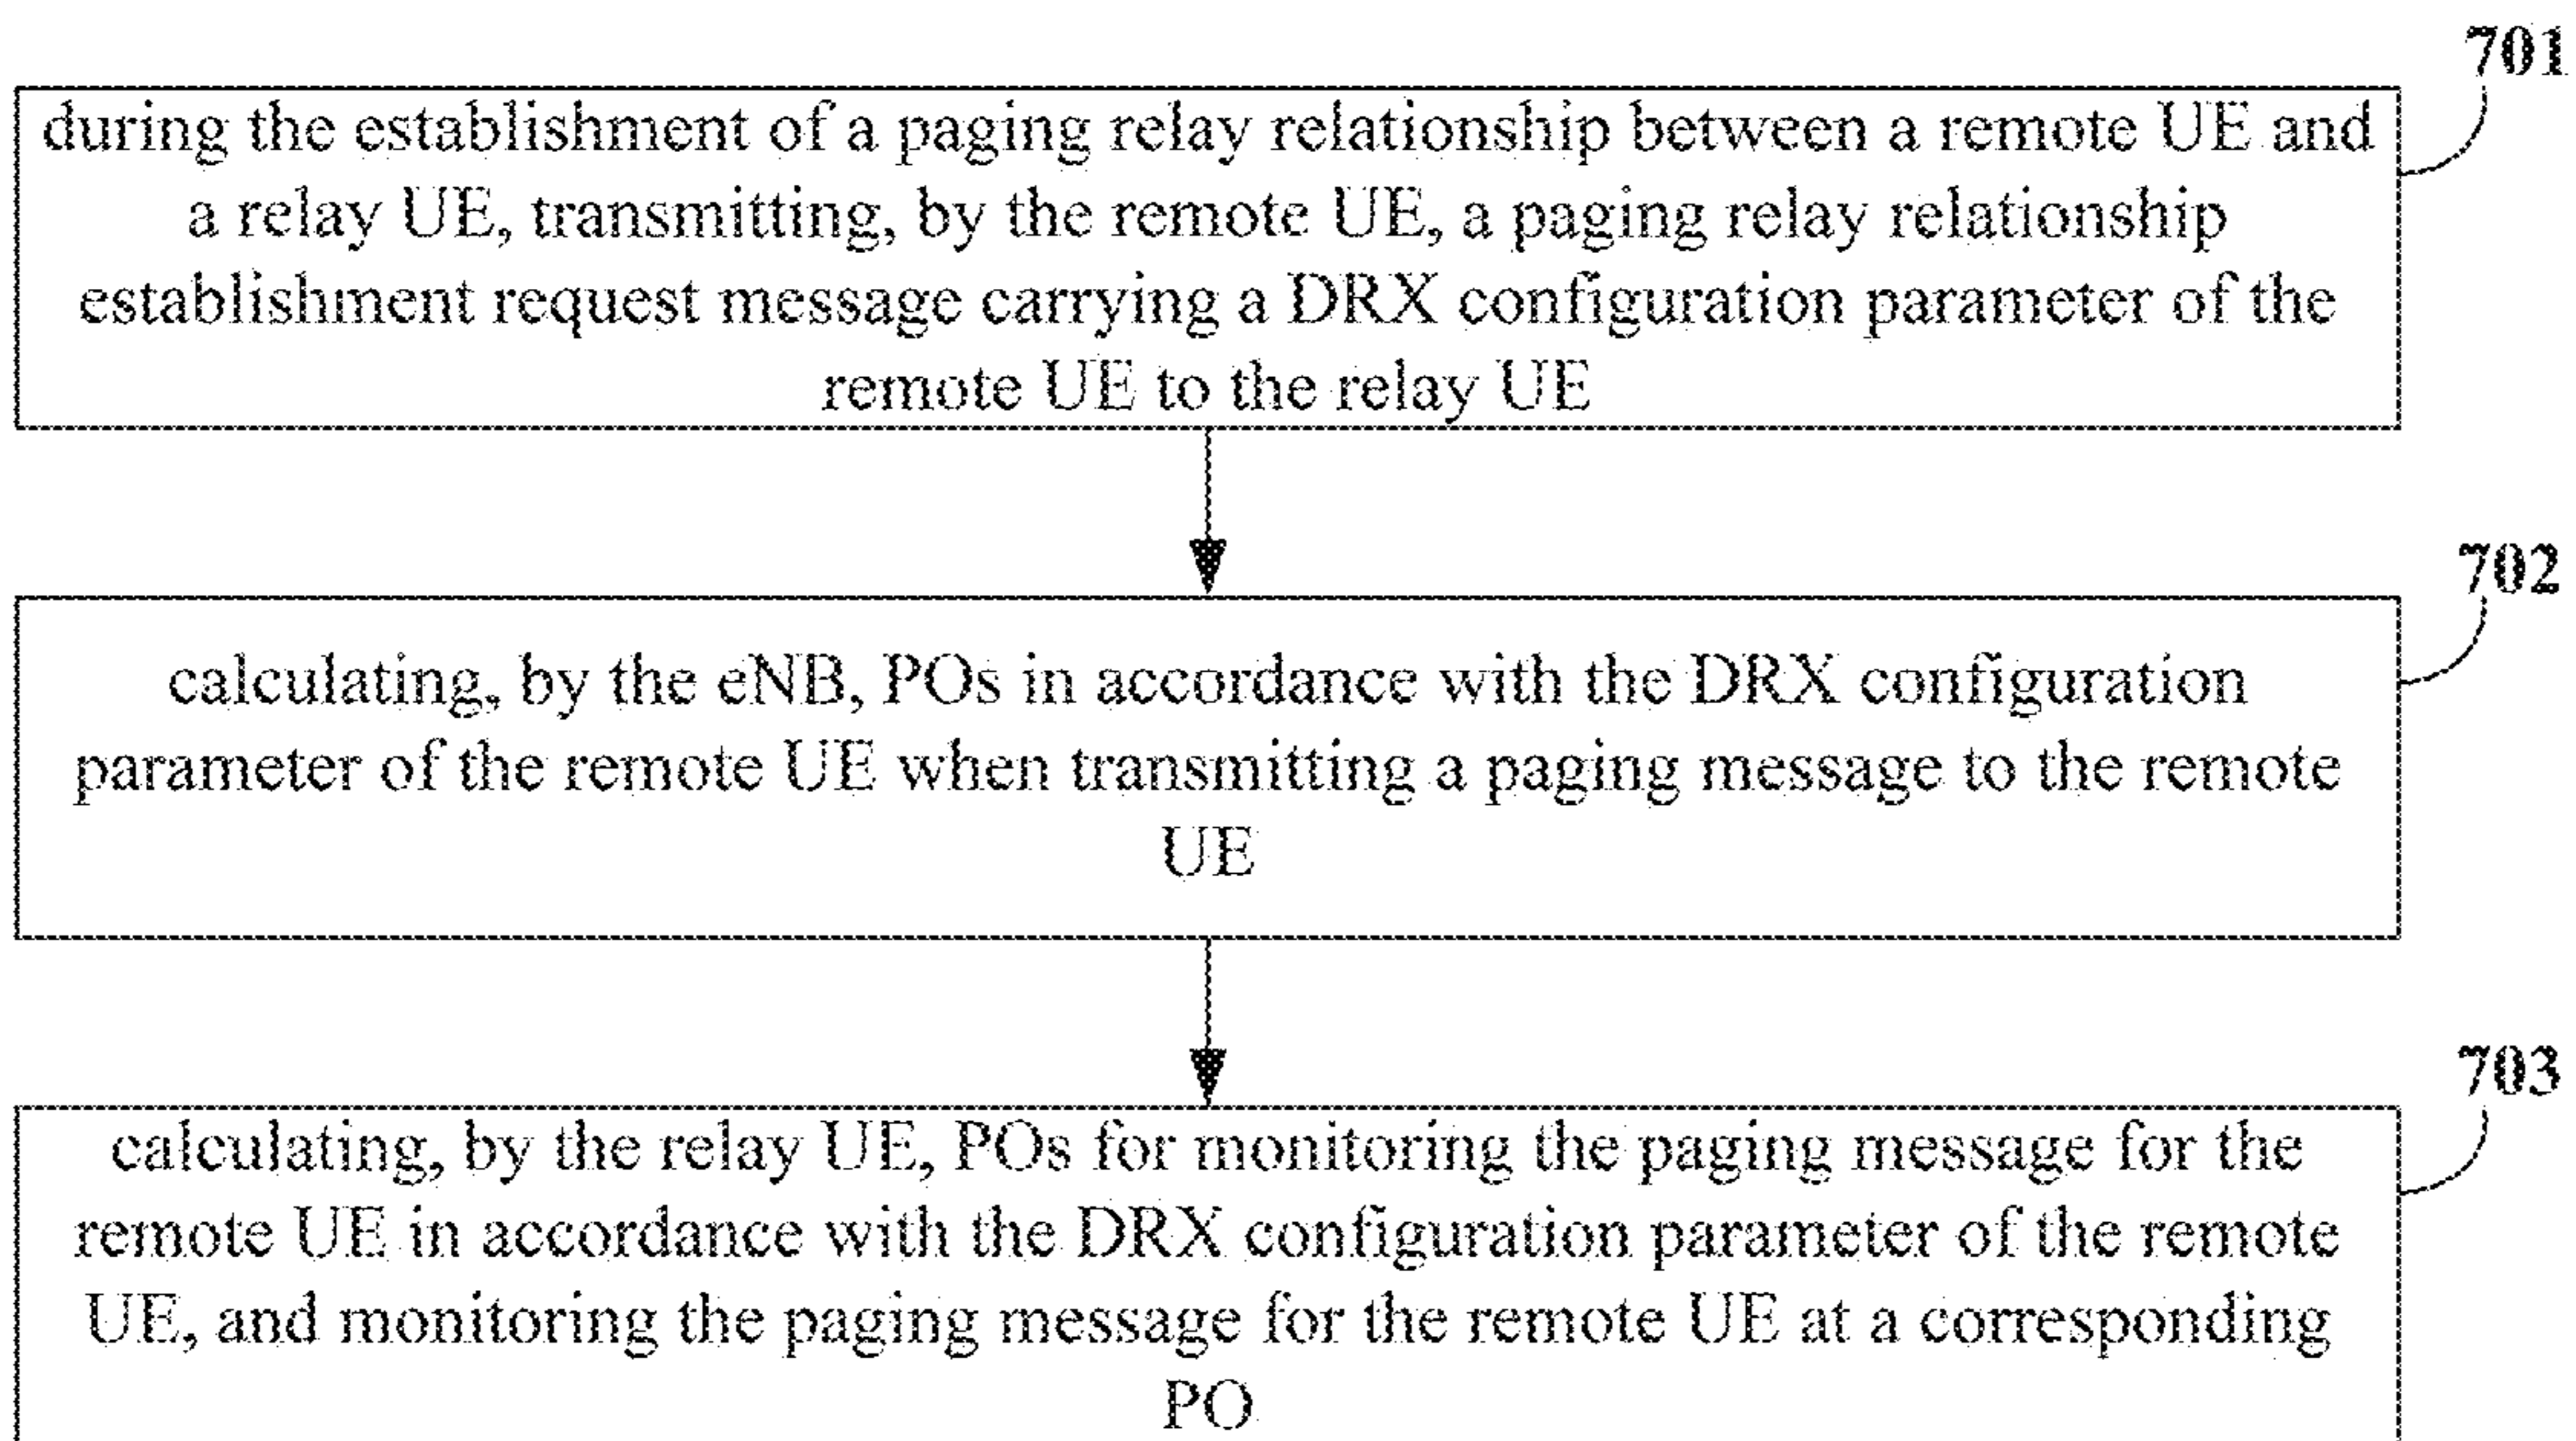 701
during the establishment of a paging relay relationship between a remote UE and
a relay UE, transmitting, by the remote UE, a paging relay relationship
establishment request message carrying a DRX configuration parameter of the
remote UE to the relay UE
702
calculating, by the eNB, POs in accordance with the DRX configuration
parameter of the remote UE when transmitting a paging message to the remote
UE
703
calculating, by the relay UE, POs for monitoring the paging message for the
remote UE in accordance with the DRX configuration parameter of the remote
UE, and monitoring the paging message for the remote UE at a corresponding
PO